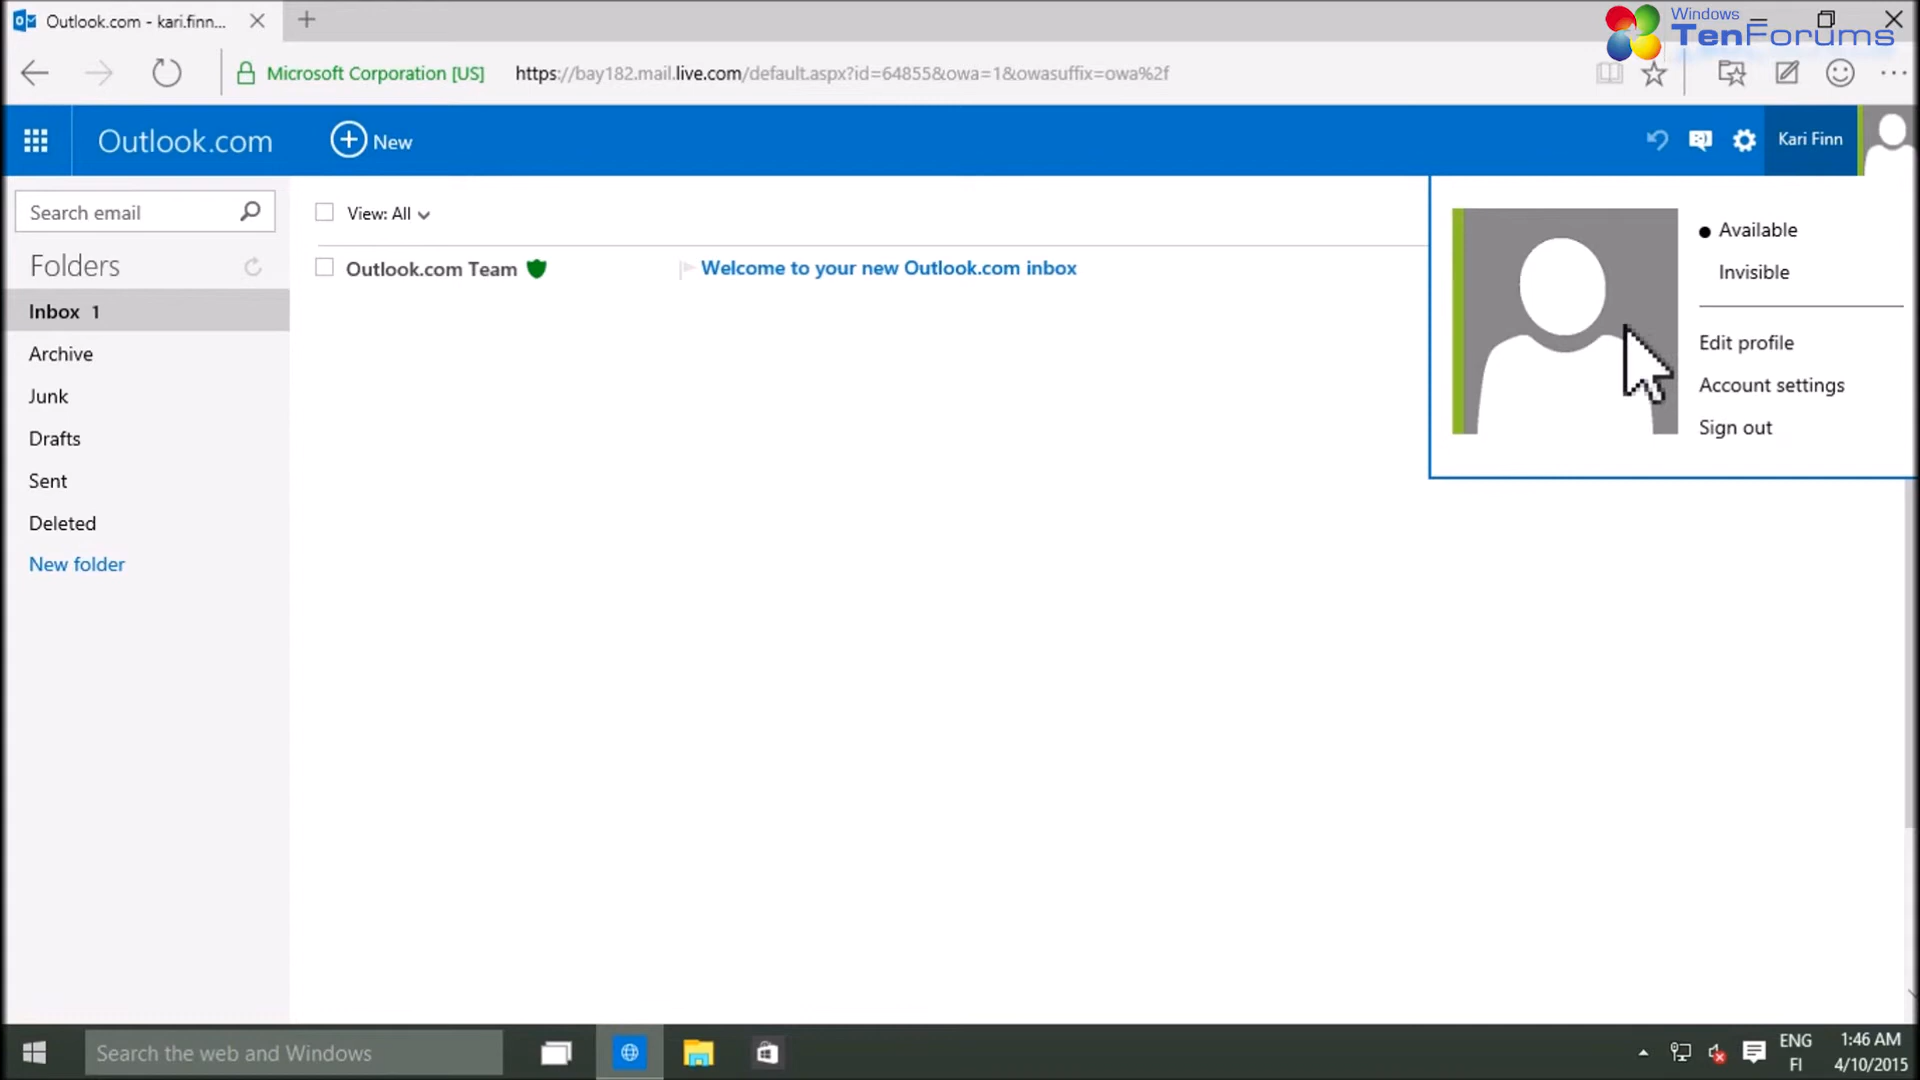 Outlook.com - kari.finn...
Windows
TenForums
Microsoft Corporation [US]
https://bay182.mail.live.com/default.aspx?id=64855&owa=1&owasuffix=owa%2f
Outlook.com
New
Kari Finn
Search email
View: All
Available
Invisible
Folders
Outlook.com Team
Welcome to your new Outlook.com inbox
Inbox 1
Archive
Junk
Drafts
Sent
Deleted
New folder
Edit profile
Account settings
Sign out
Search the web and Windows
ENG
FI
1:46 AM
4/10/2015